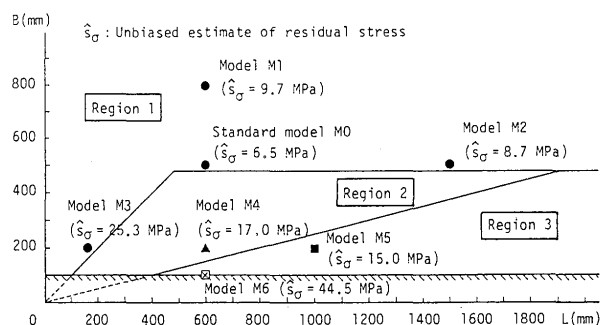 B(mm)
ŝσ : Unbiased estimate of residual stress
Model M1
(ŝσ = 9.7 MPa)
800
Region 1
600
Standard model M0
(ŝσ = 6.5 MPa)
Model M2
(ŝσ = 8.7 MPa)
400
Region 2
Model M3
(ŝσ = 25.3 MPa)
Model M4
(ŝσ = 17.0 MPa)
Region 3
200
Model M5
(ŝσ = 15.0 MPa)
Model M6 (ŝσ = 44.5 MPa)
0 200 400 600 800 1000 1200 1400 1600 1800 L(mm)